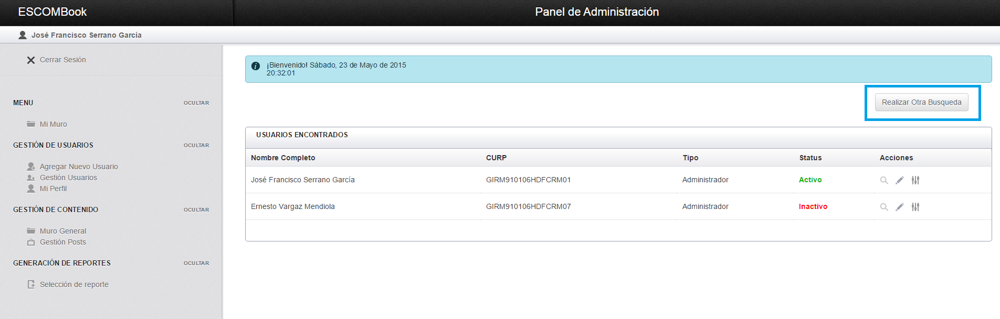 ESCOMBook
Panel de Administración
José Francisco Serrano García
Cerrar Sesión
MENU OCULTAR
Mi Muro
GESTIÓN DE USUARIOS OCULTAR
Agregar Nuevo Usuario
Gestión Usuarios
Mi Perfil
GESTIÓN DE CONTENIDO OCULTAR
Muro General
Gestión Posts
GENERACIÓN DE REPORTES OCULTAR
Selección de reporte
¡Bienvenido! Sábado, 23 de Mayo de 2015
20:32:01
Realizar Otra Busqueda
USUARIOS ENCONTRADOS
Nombre Completo CURP Tipo Status Acciones
José Francisco Serrano García GIRM910106HDFCRM01 Administrador Activo
Ernesto Vargaz Mendiola GIRM910106HDFCRM07 Administrador Inactivo